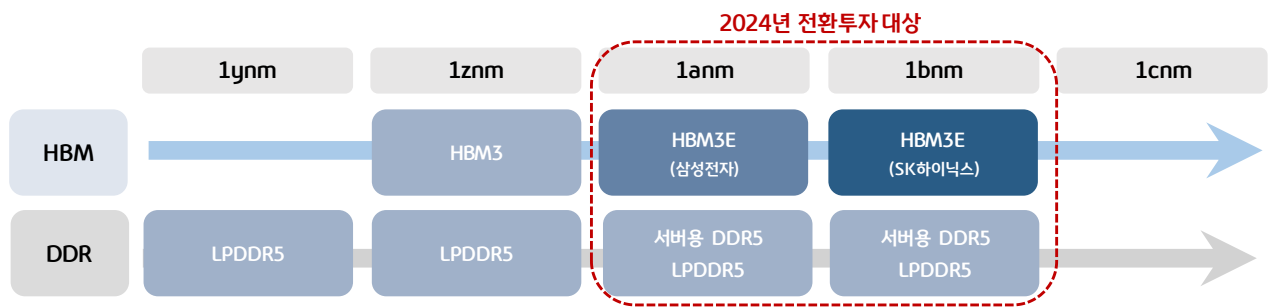 2024년 전환투자 대상
1ynm
1znm
1anm
1bnm
1cnm
HBM
HBM3
HBM3E
(삼성전자)
HBM3E
(SK하이닉스)
DDR
LPDDR5
LPDDR5
서버용 DDR5
LPDDR5
서버용 DDR5
LPDDR5